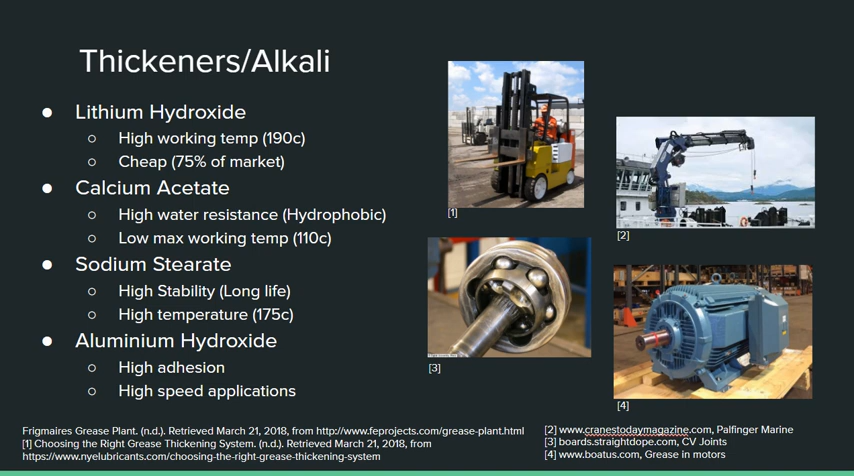 Thickeners/Alkali
● Lithium Hydroxide
○ High working temp (190c)
○ Cheap (75% of market)
● Calcium Acetate
○ High water resistance (Hydrophobic)
○ Low max working temp (110c)
● Sodium Stearate
○ High Stability (Long life)
○ High temperature (175c)
● Aluminium Hydroxide
○ High adhesion
○ High speed applications
[1]
[2]
[3]
[4]
Frigmaires Grease Plant. (n.d.). Retrieved March 21, 2018, from http://www.feprojects.com/grease-plant.html
[1] Choosing the Right Grease Thickening System. (n.d.). Retrieved March 21, 2018, from
https://www.nyelubricants.com/choosing-the-right-grease-thickening-system
[2] www.cranestodaymagazine.com, Palfinger Marine
[3] boards.straightdope.com, CV Joints
[4] www.boatus.com, Grease in motors